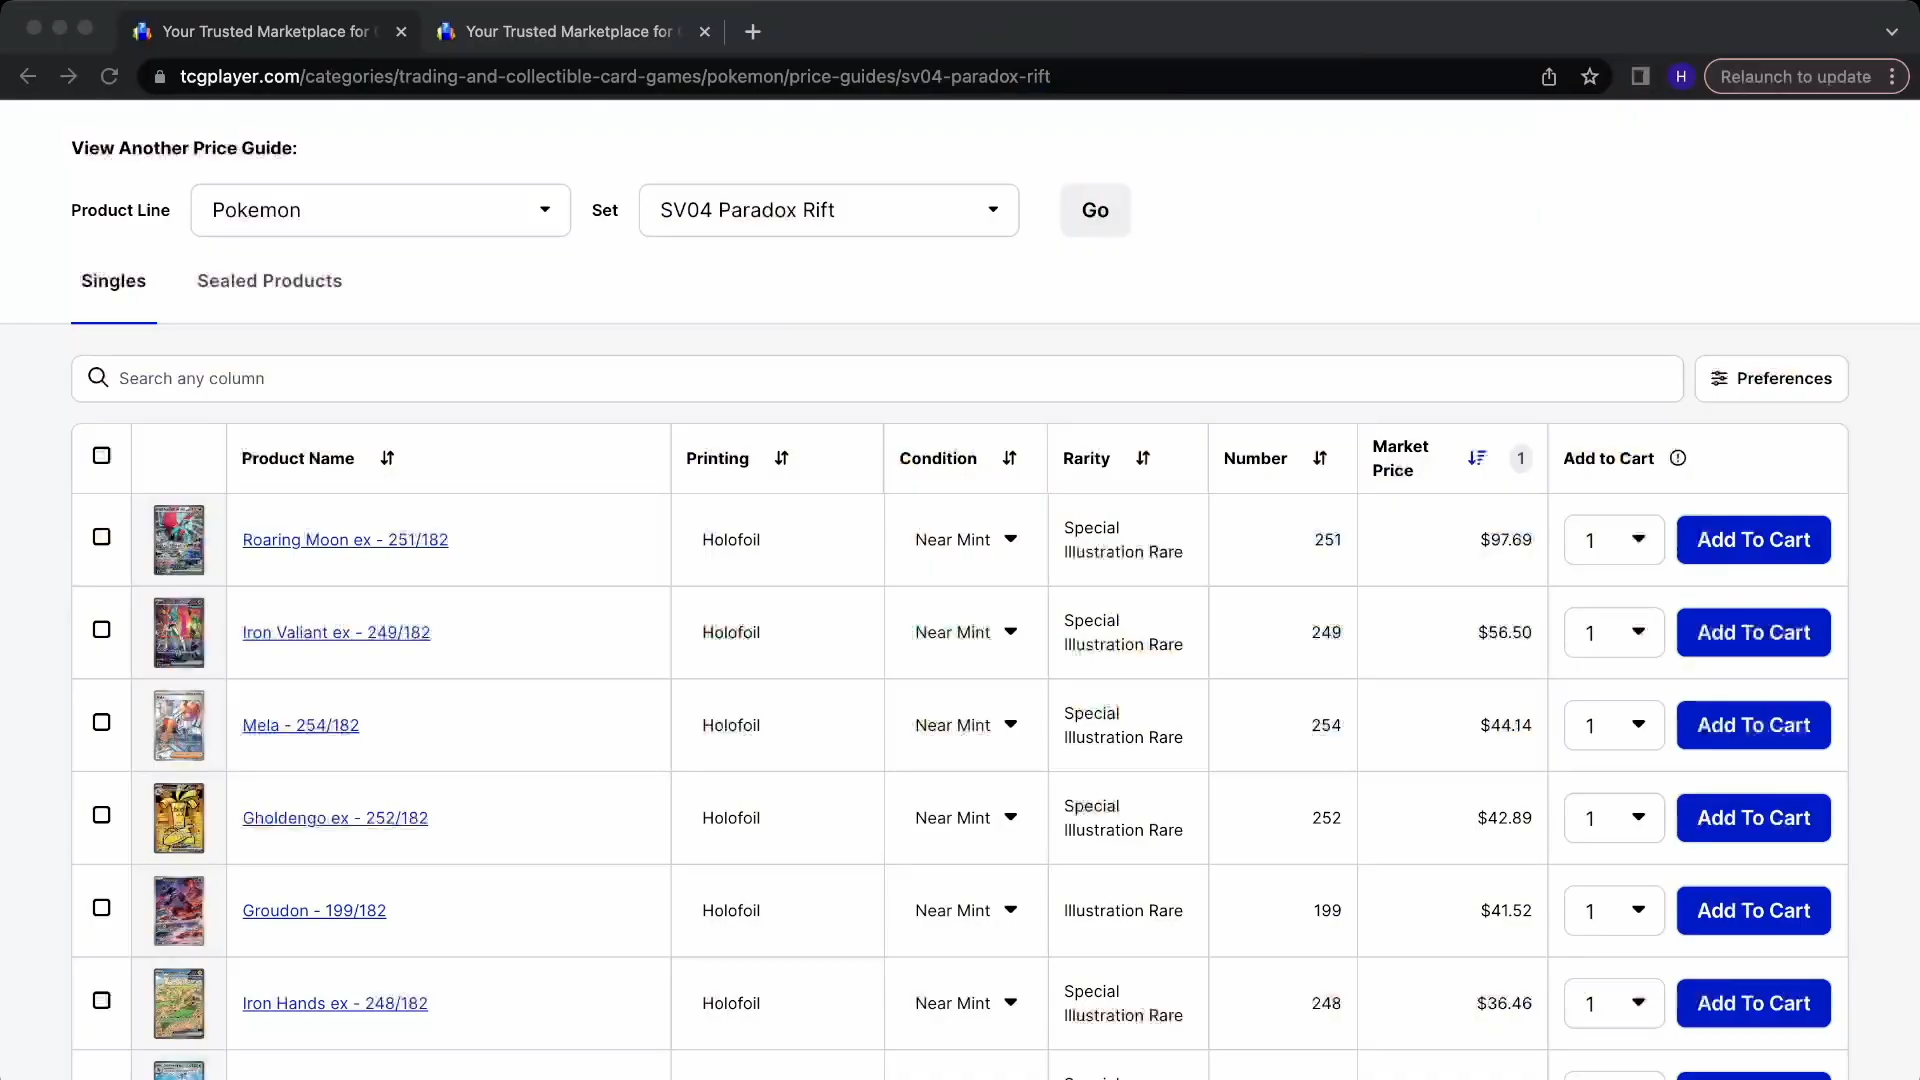 Your Trusted Marketplace for
Your Trusted Marketplace for
tcgplayer.com/categories/trading-and-collectible-card-games/pokemon/price-guides/sv04-paradox-rift
H
Relaunch to update
View Another Price Guide:
Product Line
Pokemon
Set
SV04 Paradox Rift
Go
Singles
Sealed Products
Search any column
Preferences
Product Name
Printing
Condition
Rarity
Number
Market
Price
1
Add to Cart
Roaring Moon ex - 251/182
Holofoil
Near Mint
Special
Illustration Rare
251
$97.69
1
Add To Cart
Iron Valiant ex - 249/182
Holofoil
Near Mint
Special
Illustration Rare
249
$56.50
1
Add To Cart
Mela - 254/182
Holofoil
Near Mint
Special
Illustration Rare
254
$44.14
1
Add To Cart
Gholdengo ex - 252/182
Holofoil
Near Mint
Special
Illustration Rare
252
$42.89
1
Add To Cart
Groudon - 199/182
Holofoil
Near Mint
Illustration Rare
199
$41.52
1
Add To Cart
Iron Hands ex - 248/182
Holofoil
Near Mint
Special
Illustration Rare
248
$36.46
1
Add To Cart